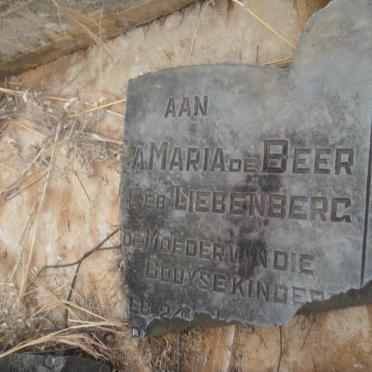 AAN
MARIA DE BEER
GEB LIEBENBERG
DE MOEDER VAN DIE
BOOYSE KINDER